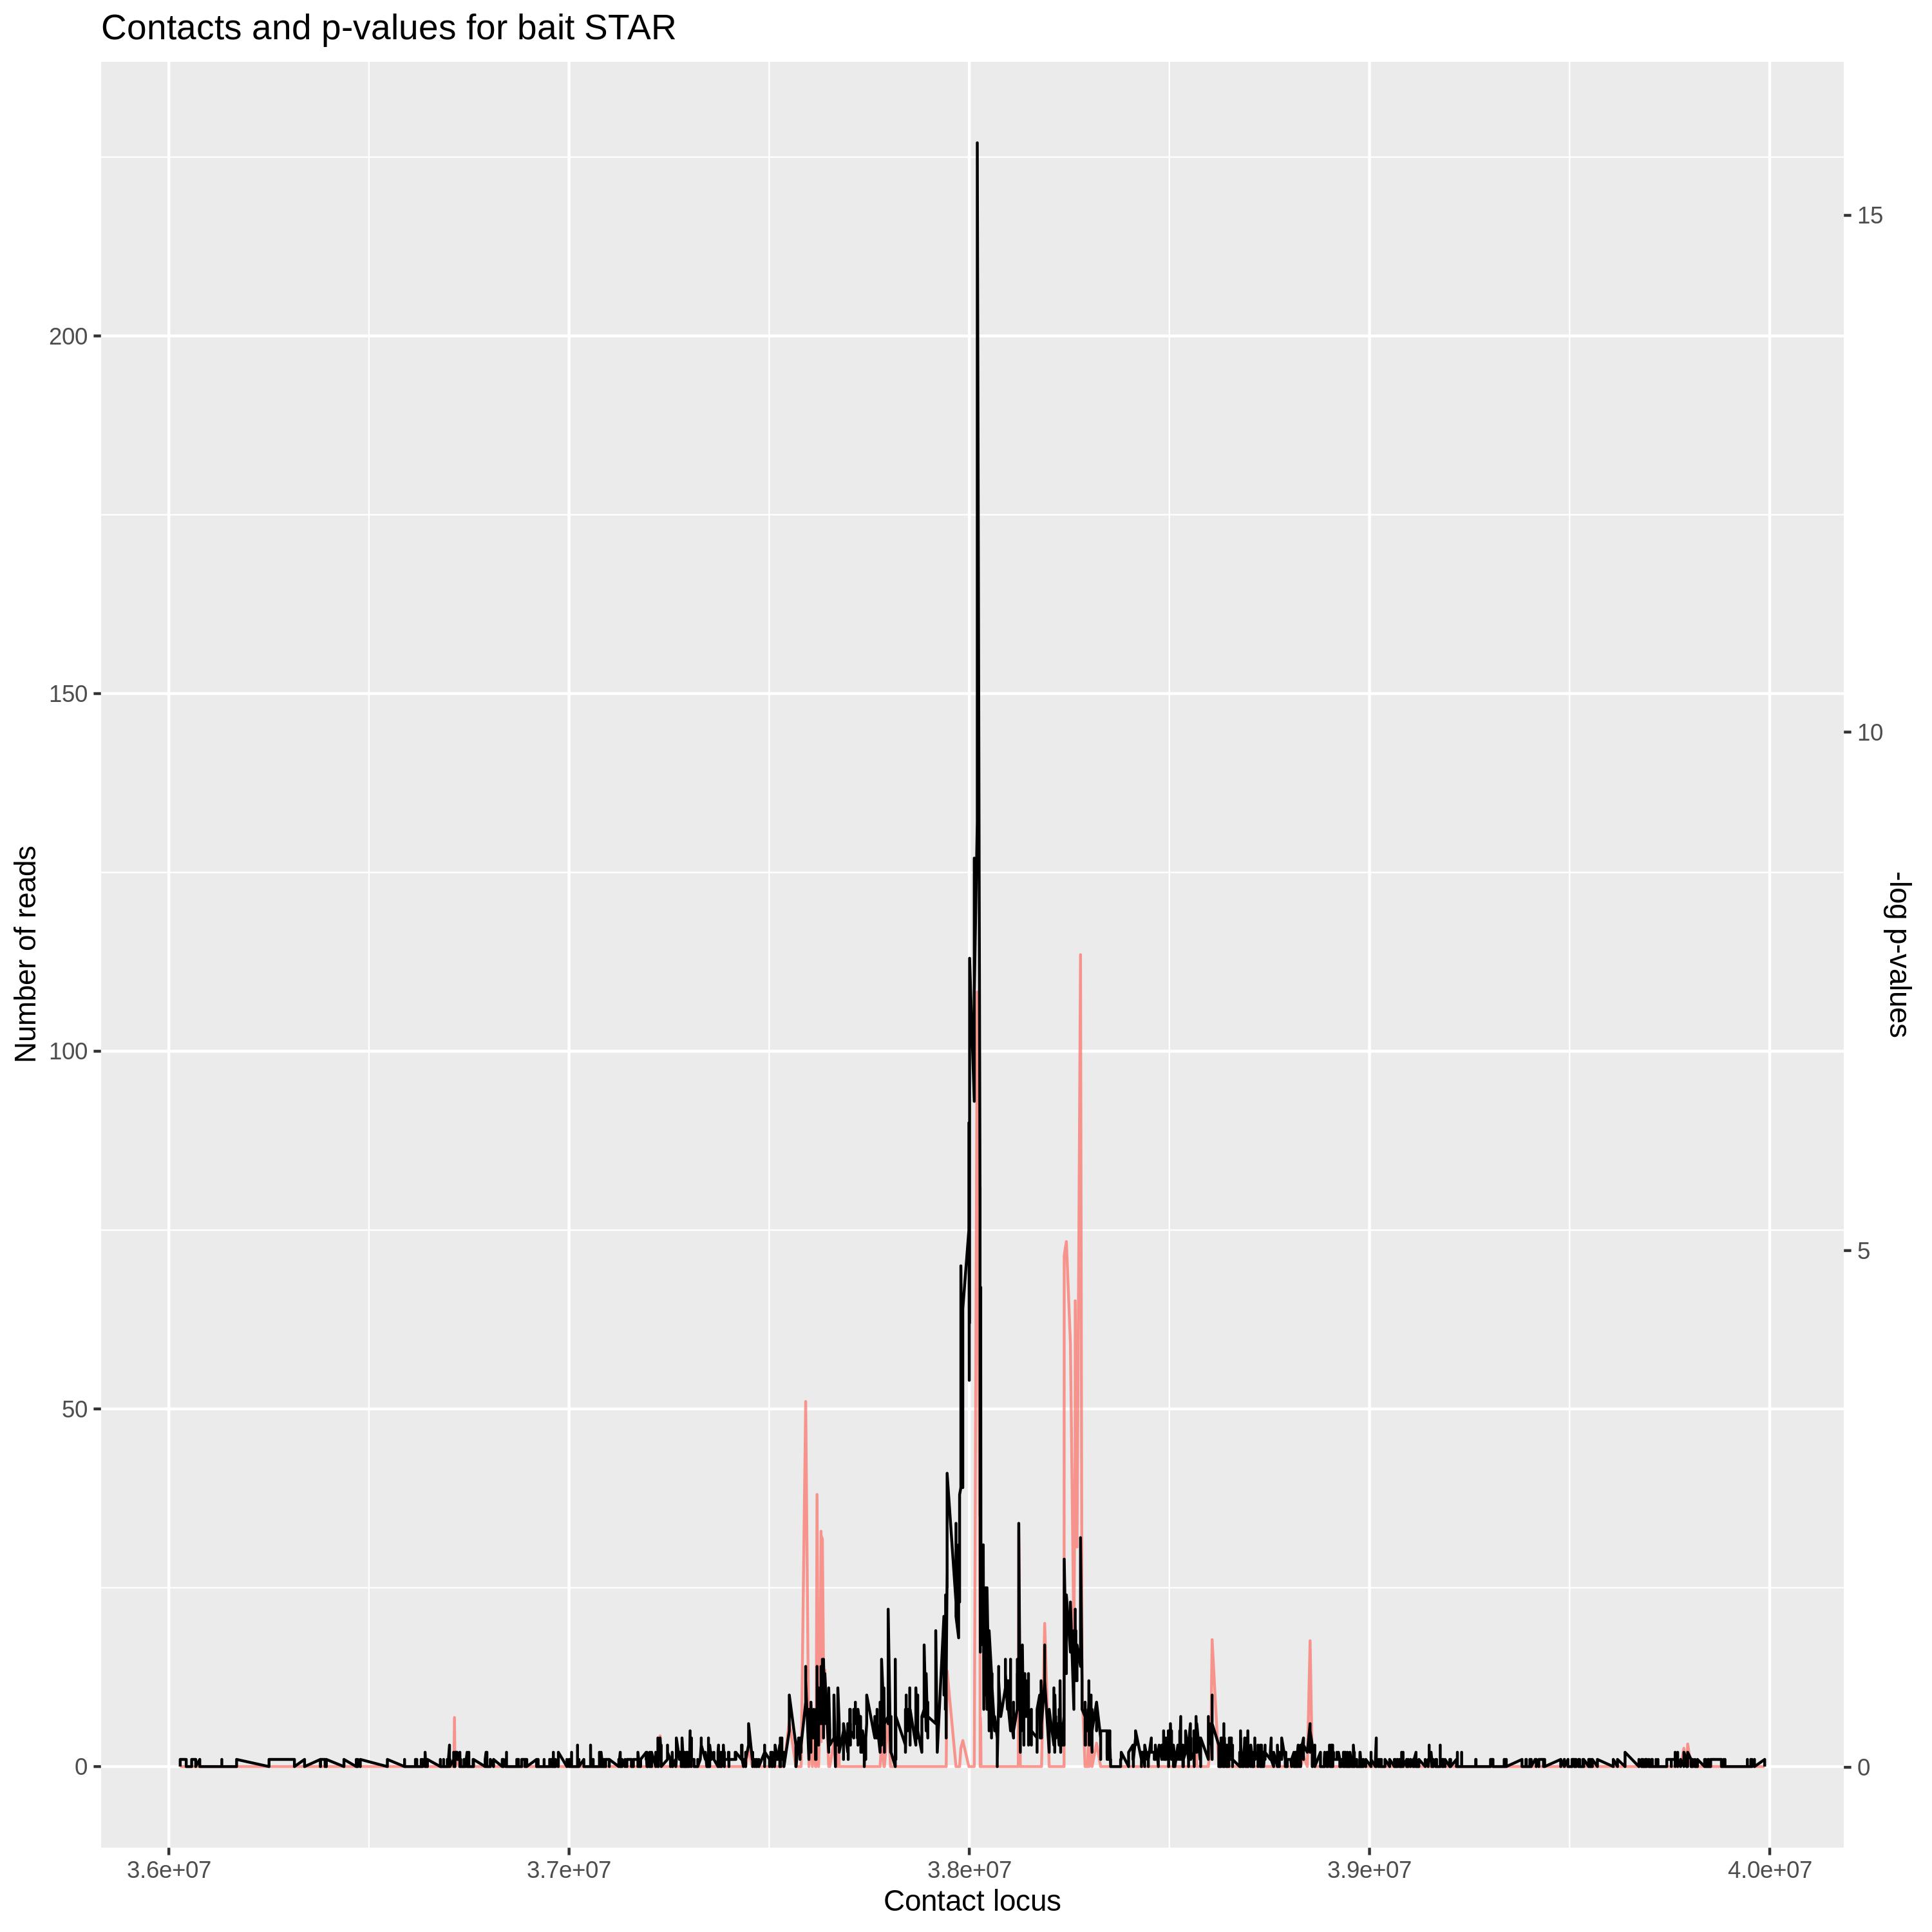 Contacts and p-values for bait STAR
Number of reads
200
150
100
50
0
15
10
5
0
-log p-values
3.6e+07 3.7e+07 3.8e+07 3.9e+07 4.0e+07
Contact locus